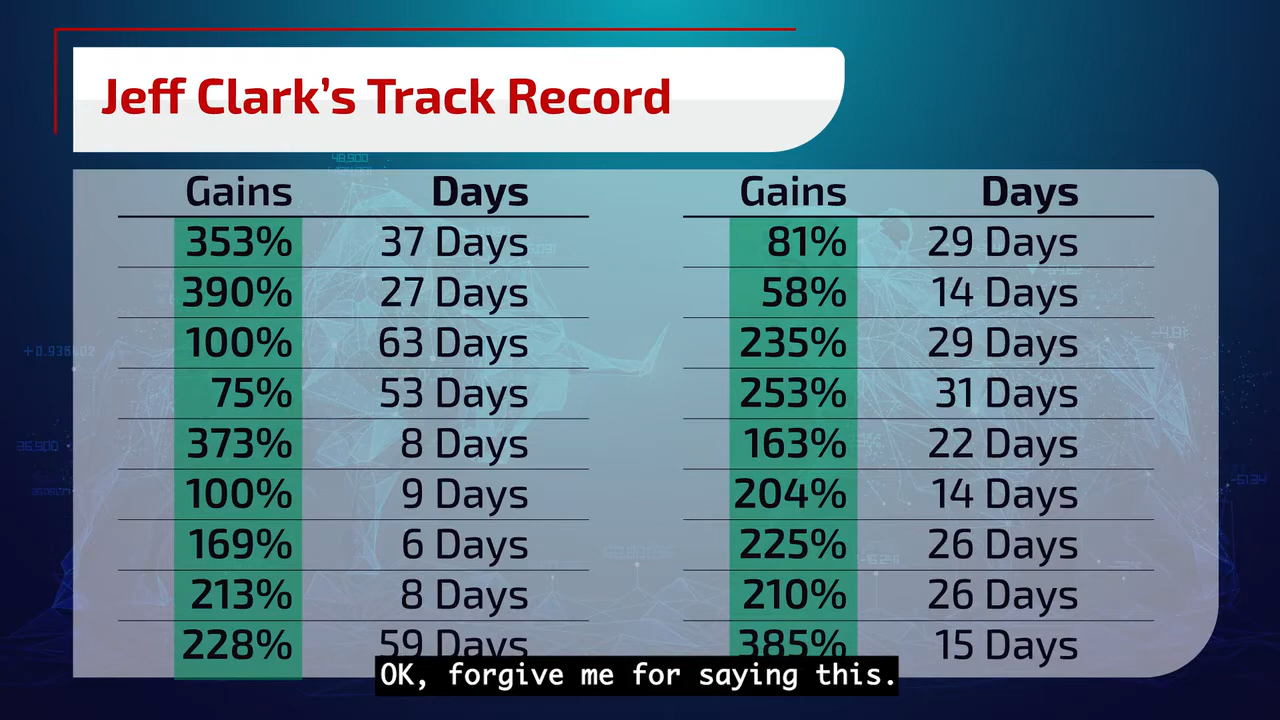 Jeff Clark's Track Record
Gains Days Gains Days
353% 37 Days 81% 29 Days
390% 27 Days 58% 14 Days
100% 63 Days 235% 29 Days
75% 53 Days 253% 31 Days
373% 8 Days 163% 22 Days
100% 9 Days 204% 14 Days
169% 6 Days 225% 26 Days
213% 8 Days 210% 26 Days
228% 59 Days 385% 15 Days
OK, forgive me for saying this.